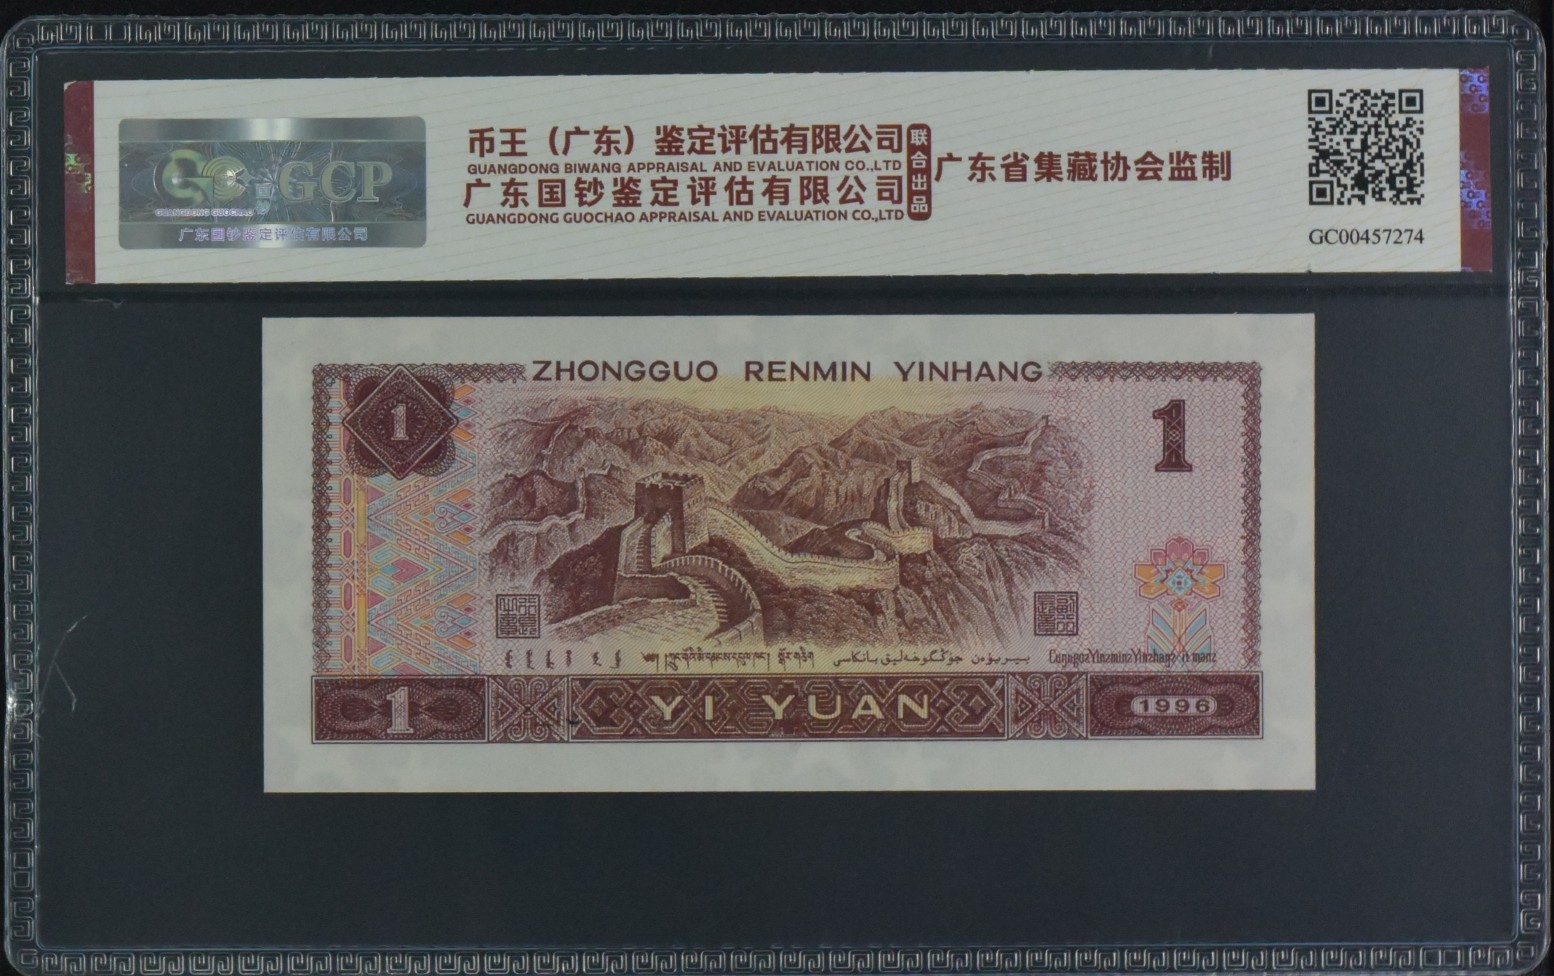 币王（广东）鉴定评估有限公司
GUANGDONG BIWANG APPRAISAL AND EVALUATION CO.,LTD
广东国钞鉴定评估有限公司
GUANGDONG GUOCHAO APPRAISAL AND EVALUATION CO.,LTD
联合出品
广东省集藏协会监制
GCP
GUANGDONG GUOCHAO
广东国钞鉴定评估有限公司
GC00457274
ZHONGGUO RENMIN YINHANG
1
1
1
YI YUAN
1996